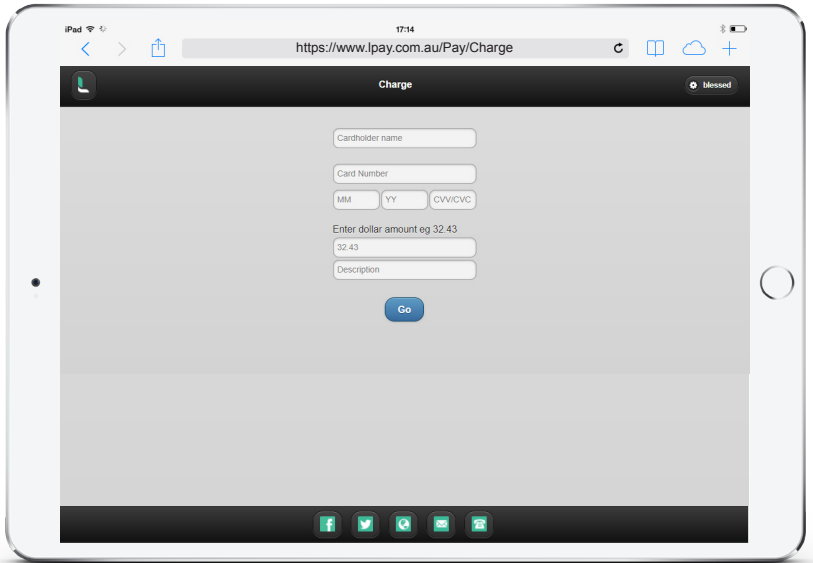 iPad 17:14
https://www.lpay.com.au/Pay/Charge
Charge blessed
Cardholder name
Card Number
MM YY CVV/CVC
Enter dollar amount eg 32.43
32.43
Description
Go